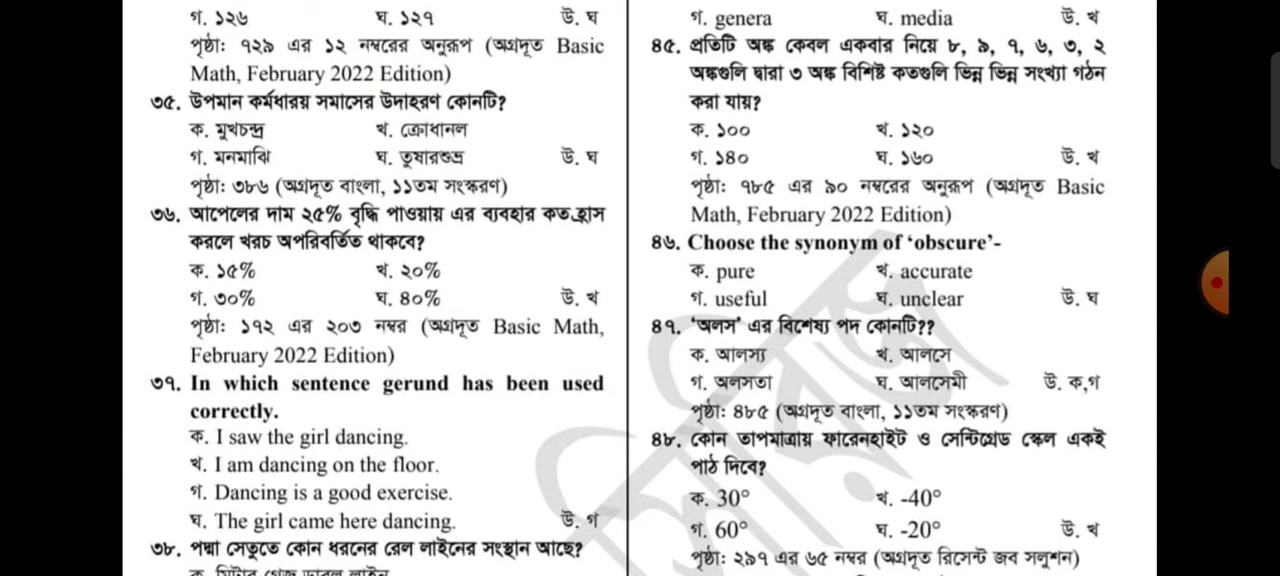 গ. ১২৬ ঘ. ১২৭ উ. ঘ
পৃষ্ঠা: ৭২৯ এর ১২ নম্বরের অনুরূপ (অগ্রদূত Basic
Math, February 2022 Edition)
৩৫. উপমান কর্মধারয় সমাসের উদাহরণ কোনটি?
ক. মুখচন্দ্র খ. ক্রোধানল
গ. মনমাঝি ঘ. তুষারশুভ্র উ. ঘ
পৃষ্ঠা: ৩৮৬ (অগ্রদূত বাংলা, ১১তম সংস্করণ)
৩৬. আপেলের দাম ২৫% বৃদ্ধি পাওয়ায় এর ব্যবহার কত হ্রাস
করলে খরচ অপরিবর্তিত থাকবে?
ক. ১৫% খ. ২০%
গ. ৩০% ঘ. ৪০% উ. খ
পৃষ্ঠা: ১৭২ এর ২০৩ নম্বর (অগ্রদূত Basic Math,
February 2022 Edition)
৩৭. In which sentence gerund has been used
correctly.
ক. I saw the girl dancing.
খ. I am dancing on the floor.
গ. Dancing is a good exercise.
ঘ. The girl came here dancing. উ. গ
৩৮. পদ্মা সেতুতে কোন ধরনের রেল লাইনের সংস্থান আছে?
ক. মিটার গেজ ডাবল লাইন
গ. genera ঘ. media উ. খ
৪৫. প্রতিটি অঙ্ক কেবল একবার নিয়ে ৮, ৯, ৭, ৬, ৩, ২
অঙ্কগুলি দ্বারা ৩ অঙ্ক বিশিষ্ট কতগুলি ভিন্ন ভিন্ন সংখ্যা গঠন
করা যায়?
ক. ১০০ খ. ১২০
গ. ১৪০ ঘ. ১৬০ উ. খ
পৃষ্ঠা: ৭৮৫ এর ৯০ নম্বরের অনুরূপ (অগ্রদূত Basic
Math, February 2022 Edition)
৪৬. Choose the synonym of ‘obscure’-
ক. pure খ. accurate
গ. useful ঘ. unclear উ. ঘ
৪৭. ‘অলস’ এর বিশেষ্য পদ কোনটি??
ক. আলস্য খ. আলসে
গ. অলসতা ঘ. আলসেমী উ. ক,গ
পৃষ্ঠা: ৪৮৫ (অগ্রদূত বাংলা, ১১তম সংস্করণ)
৪৮. কোন তাপমাত্রায় ফারেনহাইট ও সেন্টিগ্রেড স্কেল একই
পাঠ দিবে?
ক. 30° খ. -40°
গ. 60° ঘ. -20° উ. খ
পৃষ্ঠা: ২৯৭ এর ৬৫ নম্বর (অগ্রদূত রিসেন্ট জব সলুশন)
সিরিজ